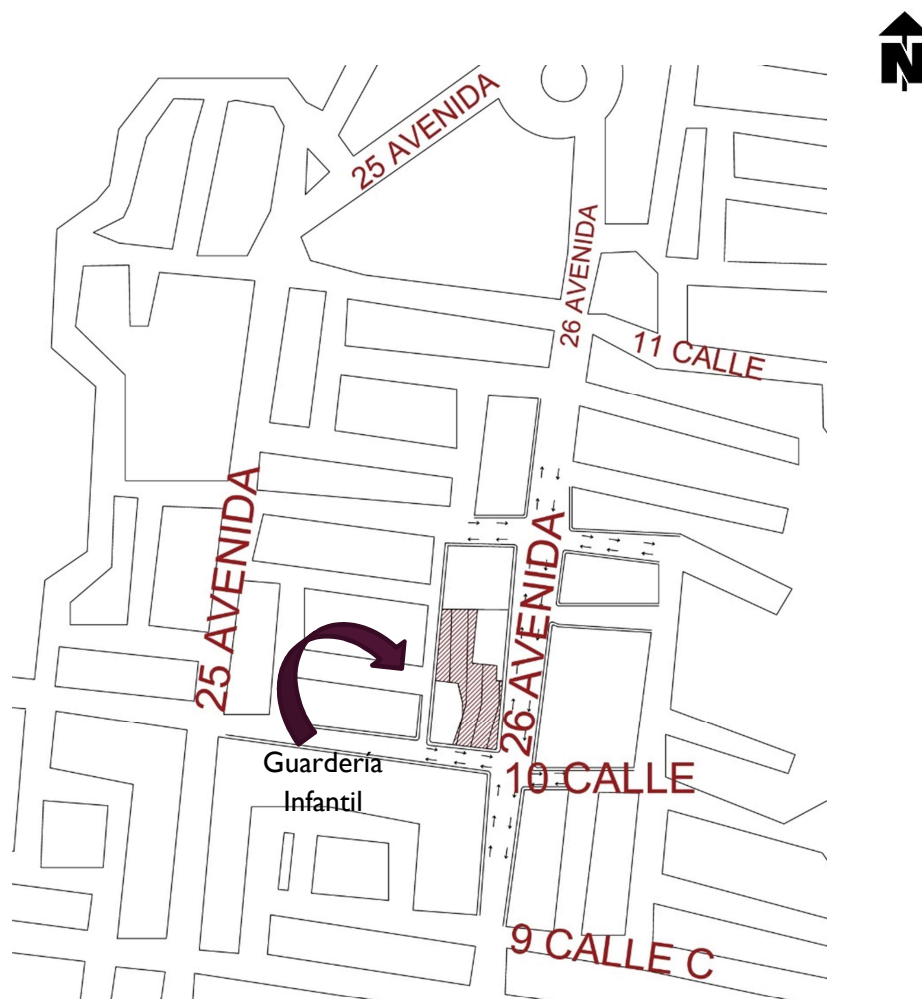 N
25 AVENIDA
26 AVENIDA
11 CALLE
25 AVENIDA
26 AVENIDA
Guardería
Infantil
10 CALLE
9 CALLE C